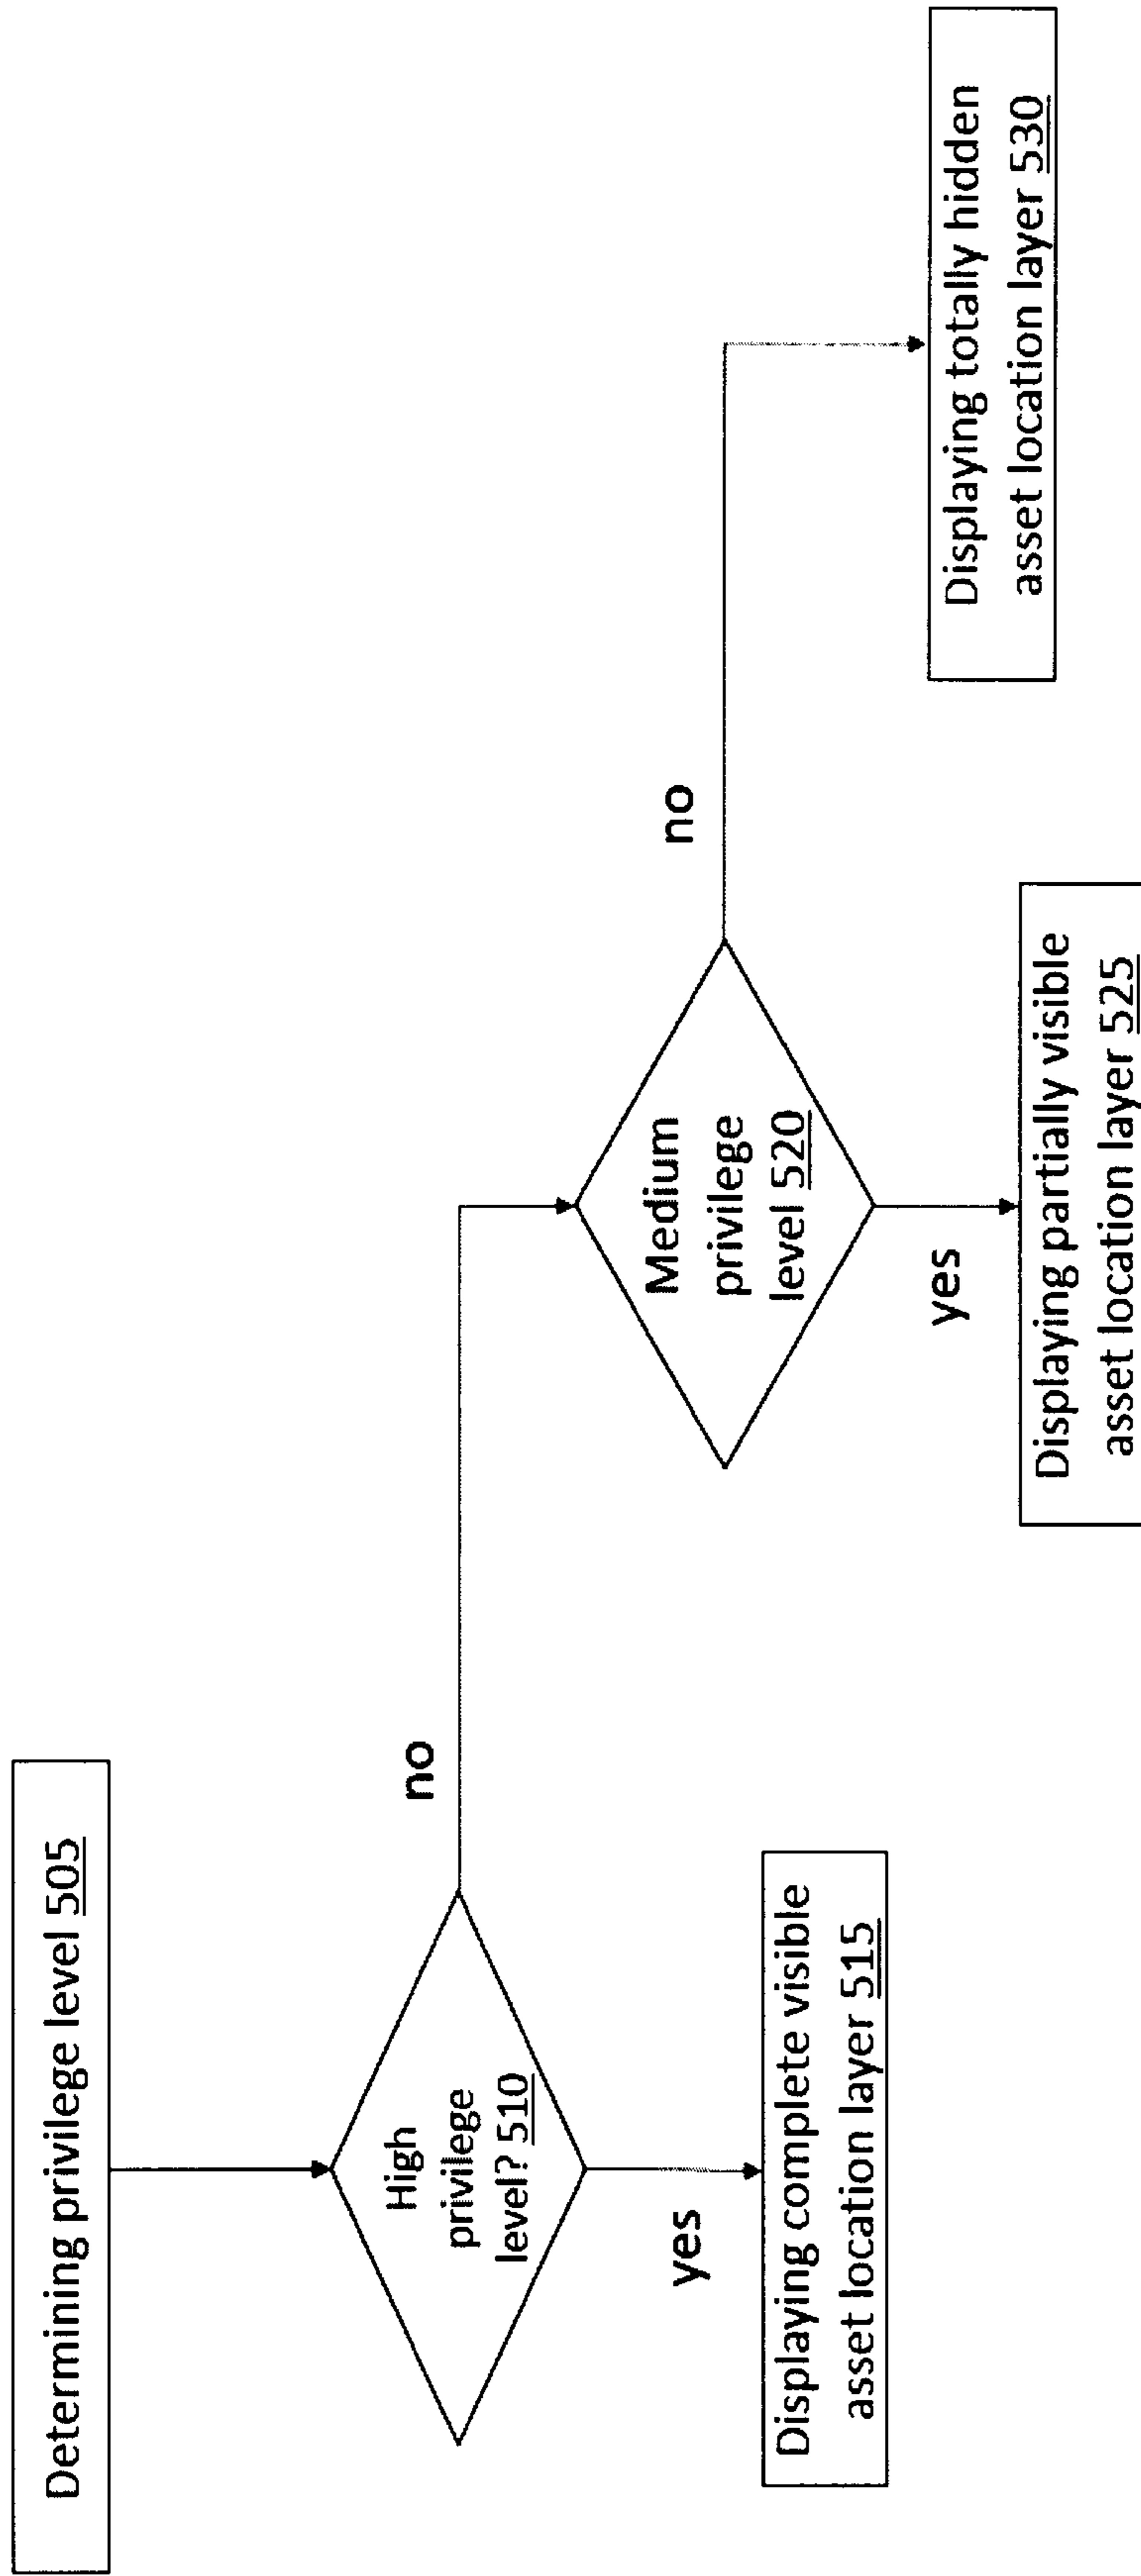 Determining privilege level 505
High
privilege
level? 510
no
yes
Displaying complete visible
asset location layer 515
Medium
privilege
level 520
no
yes
Displaying partially visible
asset location layer 525
Displaying totally hidden
asset location layer 530